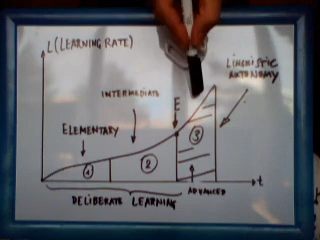 L (LEARNING RATE)
LINGUISTIC
AUTONOMY
INTERMEDIATE
E
ELEMENTARY
3
1
2
t
ADVANCED
DELIBERATE LEARNING